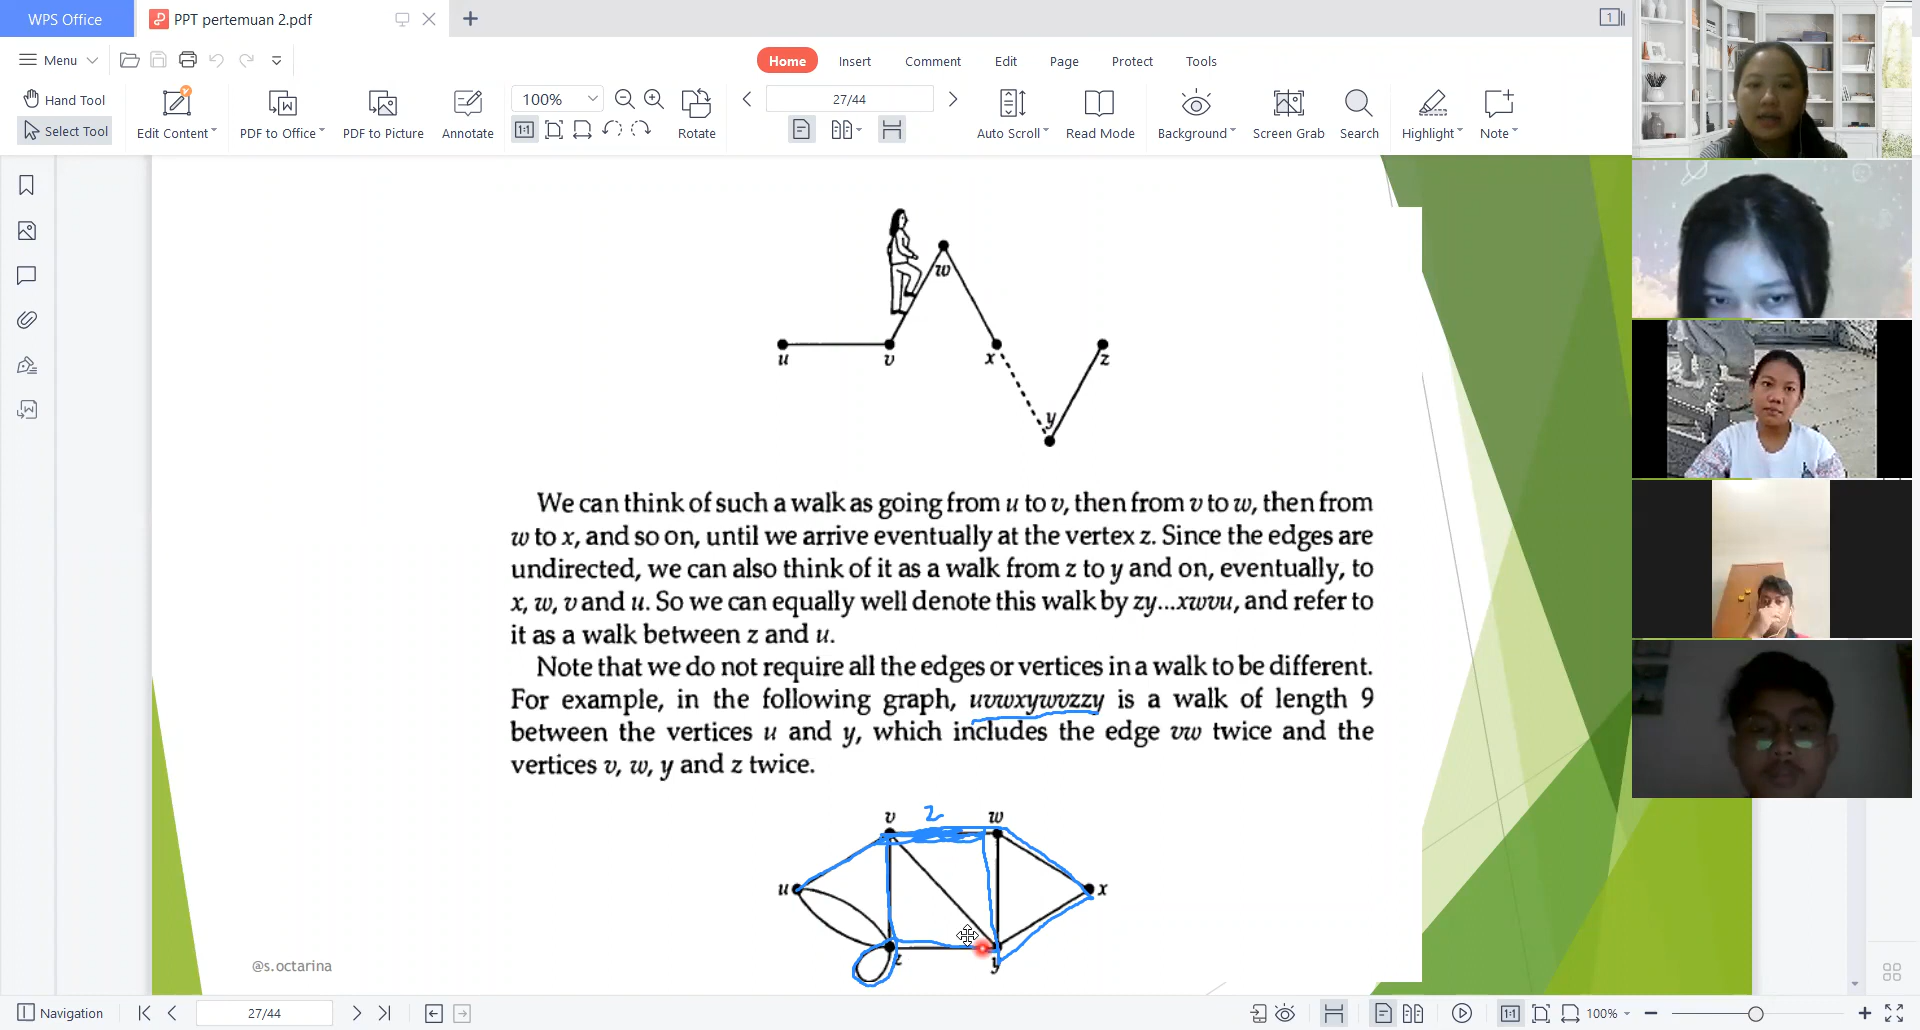 WPS Office
PPT pertemuan 2.pdf
1
Menu
Home Insert Comment Edit Page Protect Tools
Hand Tool
Select Tool
Edit Content
PDF to Office
PDF to Picture
Annotate
100%
1:1
Rotate
27/44
Auto Scroll
Read Mode
Background
Screen Grab
Search
Highlight
Note
w
u v x z
y
We can think of such a walk as going from u to v, then from v to w, then from
w to x, and so on, until we arrive eventually at the vertex z. Since the edges are
undirected, we can also think of it as a walk from z to y and on, eventually, to
x, w, v and u. So we can equally well denote this walk by zy...xwvu, and refer to
it as a walk between z and u.
Note that we do not require all the edges or vertices in a walk to be different.
For example, in the following graph, uvwxywvzzy is a walk of length 9
between the vertices u and y, which includes the edge vw twice and the
vertices v, w, y and z twice.
v 2 w
u x
z y
@s.octarina
Navigation
27/44
1:1
100%